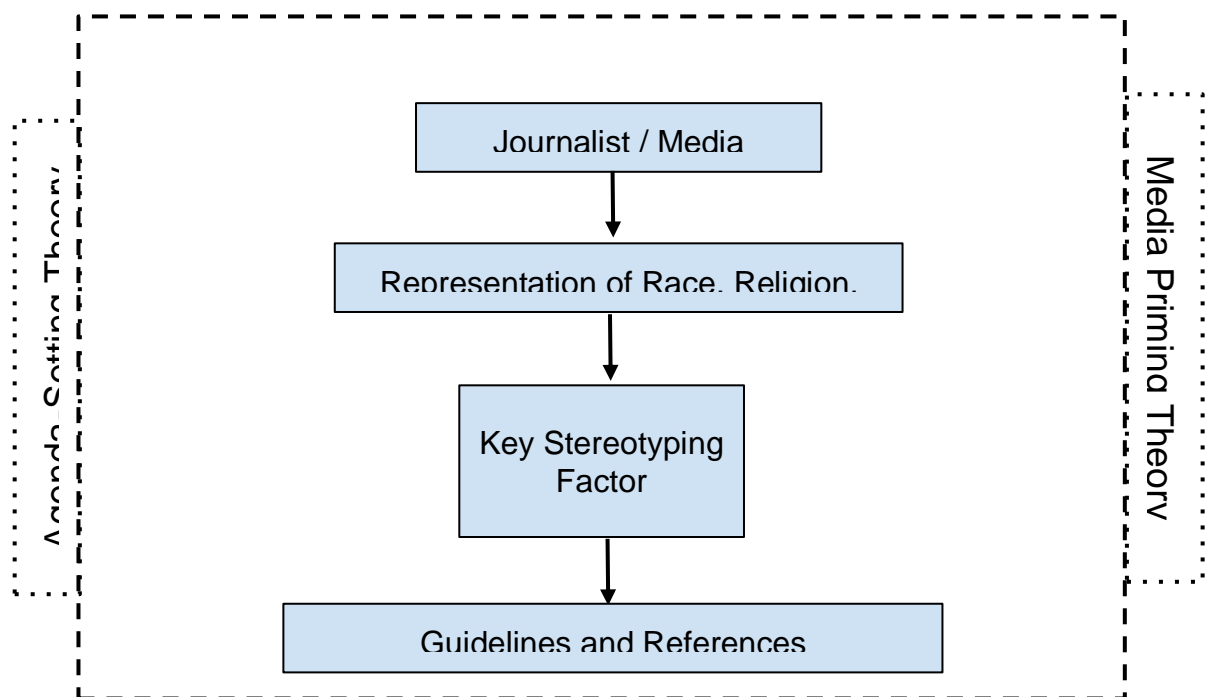 Journalist / Media
Representation of Race, Religion,
Key Stereotyping
Factor
Guidelines and References
Agenda-Setting Theory
Media Priming Theory